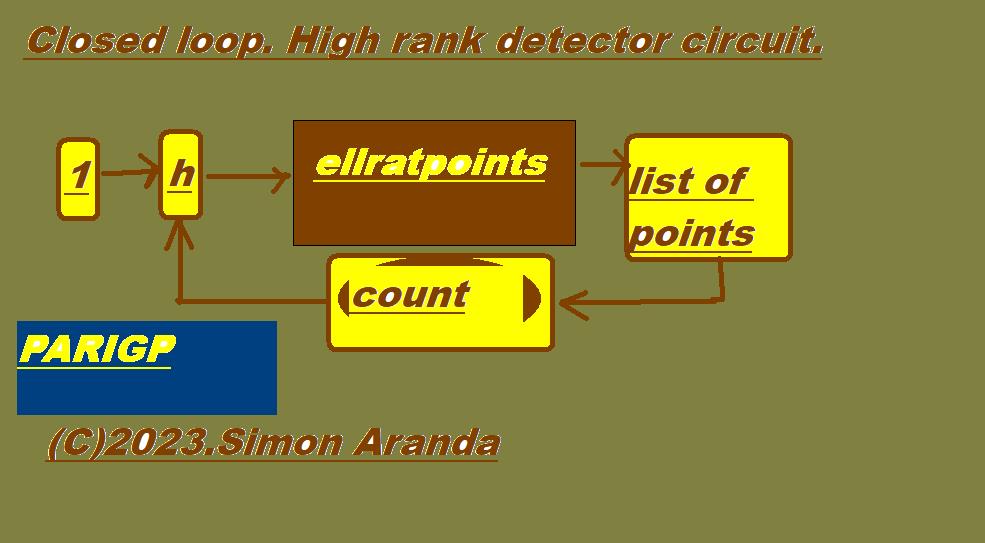 Closed loop. High rank detector circuit.
1
h
ellratpoints
list of
points
count
PARIGP
(C)2023.Simon Aranda